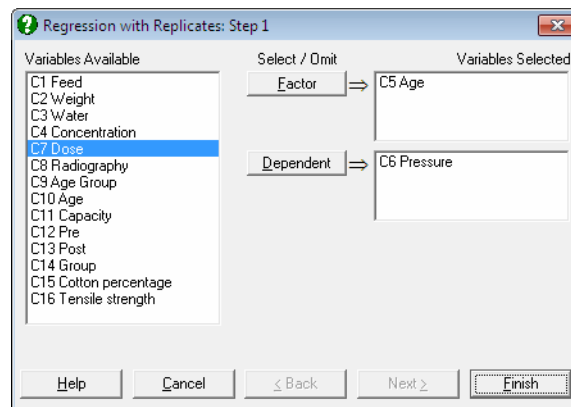 Regression with Replicates: Step 1
Variables Available
Select / Omit
Variables Selected
C1 Feed
C2 Weight
C3 Water
C4 Concentration
C7 Dose
C8 Radiography
C9 Age Group
C10 Age
C11 Capacity
C12 Pre
C13 Post
C14 Group
C15 Cotton percentage
C16 Tensile strength
Factor
C5 Age
Dependent
C6 Pressure
Help
Cancel
< Back
Next >
Finish